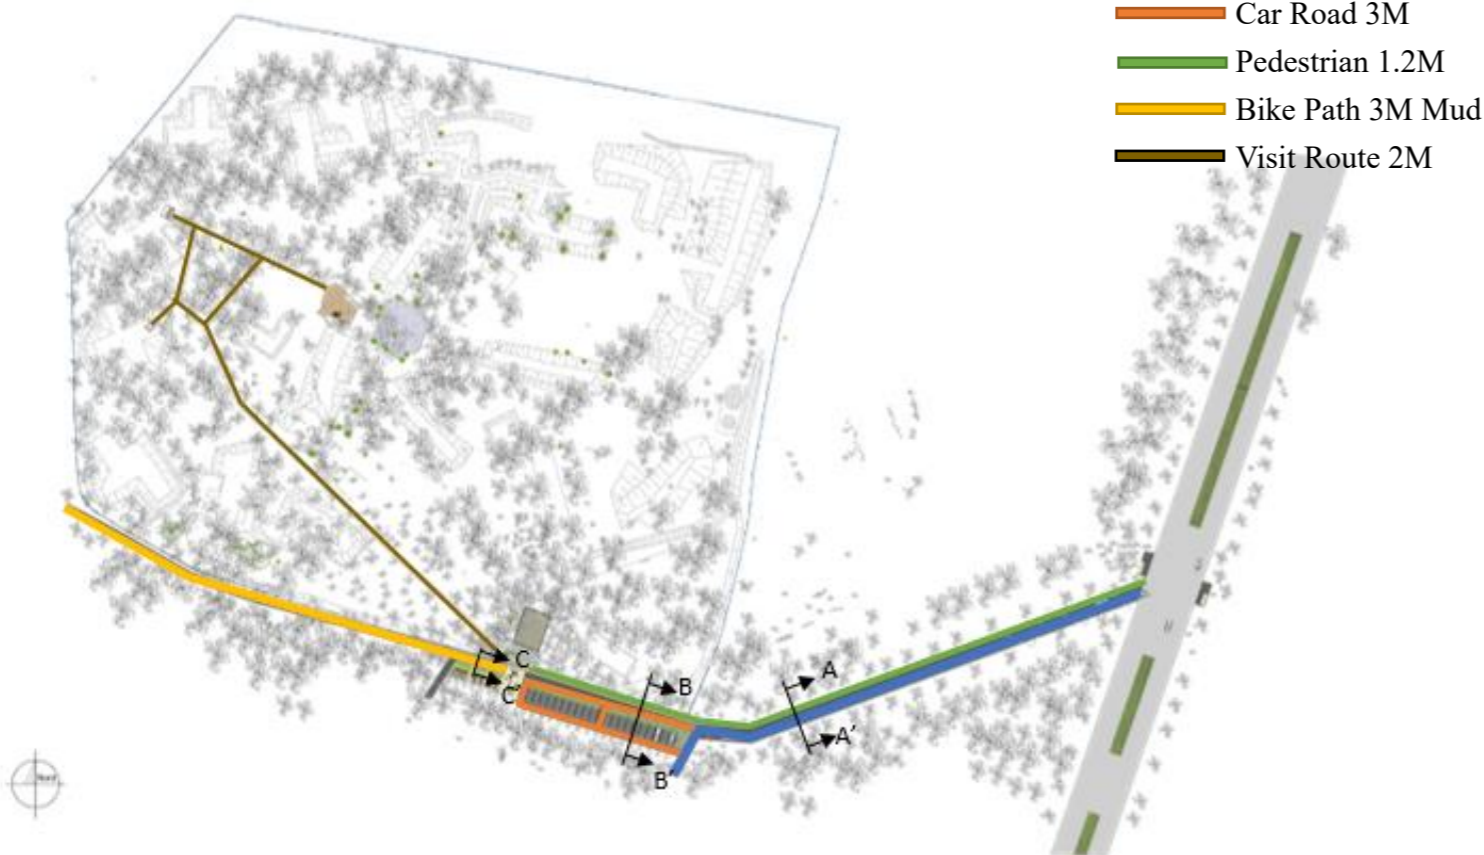 Car Road 3M
Pedestrian 1.2M
Bike Path 3M Mud
Visit Route 2M
C
C'
B
A
A'
B'